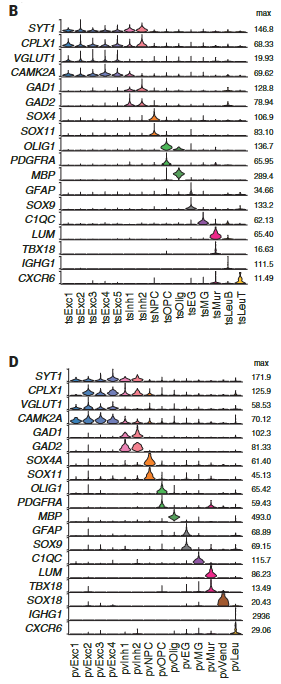 B
max
SYT1 146.8
CPLX1 68.33
VGLUT1 19.93
CAMK2A 69.62
GAD1 128.8
GAD2 78.94
SOX4 106.9
SOX11 83.10
OLIG1 136.7
PDGFRA 65.95
MBP 289.4
GFAP 34.66
SOX9 133.2
C1QC 62.13
LUM 65.40
TBX18 16.63
IGHG1 111.5
CXCR6 11.49
tsExc1 tsExc2 tsExc3 tsExc4 tsExc5 tsInh1 tsInh2 tsNPC tsOPC tsOlig tsEG tsMG tsMur tsLeuB tsLeuT
D
max
SYT1 171.9
CPLX1 125.9
VGLUT1 58.53
CAMK2A 70.12
GAD1 102.3
GAD2 81.33
SOX4A 61.40
SOX11 45.13
OLIG1 65.42
PDGFRA 59.43
MBP 493.0
GFAP 68.89
SOX9 69.15
C1QC 115.7
LUM 86.23
TBX18 13.49
SOX18 20.43
IGHG1 2936
CXCR6 29.06
pvExc1 pvExc2 pvExc3 pvExc4 pvInh1 pvInh2 pvNPC pvOPC pvOlig pvEG pvMG pvMur pvVend pvLeu